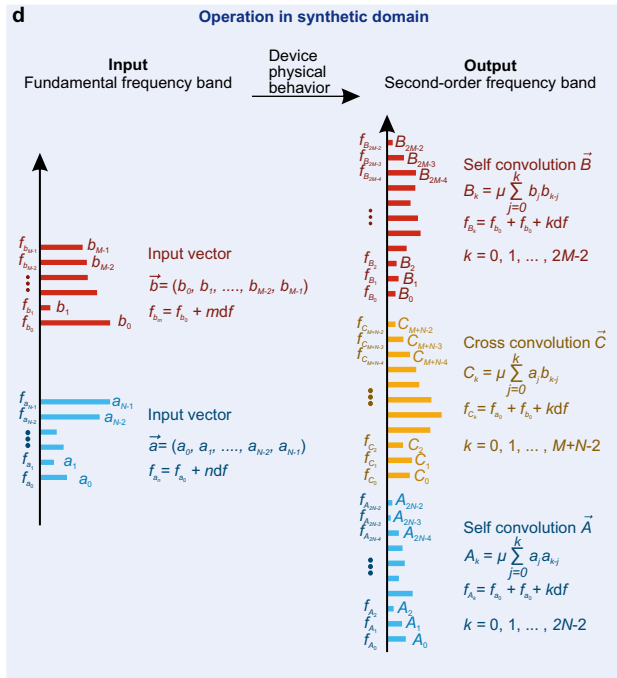 d
Operation in synthetic domain
Input
Fundamental frequency band
Device
physical
behavior
Output
Second-order frequency band
f_{b_{M-1}} b_{M-1}
f_{b_{M-2}} b_{M-2}
f_{b_1} b_1
f_{b_0} b_0
Input vector
\vec{b} = (b_0, b_1, ...., b_{M-2}, b_{M-1})
f_{b_m} = f_{b_0} + mdf
f_{a_{N-1}} a_{N-1}
f_{a_{N-2}} a_{N-2}
f_{a_1} a_1
f_{a_0} a_0
Input vector
\vec{a} = (a_0, a_1, ...., a_{N-2}, a_{N-1})
f_{a_n} = f_{a_0} + ndf
f_{B_{2M-2}} B_{2M-2}
f_{B_{2M-3}} B_{2M-3}
f_{B_{2M-4}} B_{2M-4}
f_{B_2} B_2
f_{B_1} B_1
f_{B_0} B_0
Self convolution \vec{B}
B_k = μ \sum_{j=0}^{k} b_j b_{k-j}
f_{B_k} = f_{b_0} + f_{b_0} + kdf
k = 0, 1, ... , 2M-2
f_{C_{M+N-2}} C_{M+N-2}
f_{C_{M+N-3}} C_{M+N-3}
f_{C_{M+N-4}} C_{M+N-4}
f_{C_2} C_2
f_{C_1} C_1
f_{C_0} C_0
Cross convolution \vec{C}
C_k = μ \sum_{j=0}^{k} a_j b_{k-j}
f_{C_k} = f_{a_0} + f_{b_0} + kdf
k = 0, 1, ... , M+N-2
f_{A_{2N-2}} A_{2N-2}
f_{A_{2N-3}} A_{2N-3}
f_{A_{2N-4}} A_{2N-4}
f_{A_2} A_2
f_{A_1} A_1
f_{A_0} A_0
Self convolution \vec{A}
A_k = μ \sum_{j=0}^{k} a_j a_{k-j}
f_{A_k} = f_{a_0} + f_{a_0} + kdf
k = 0, 1, ... , 2N-2